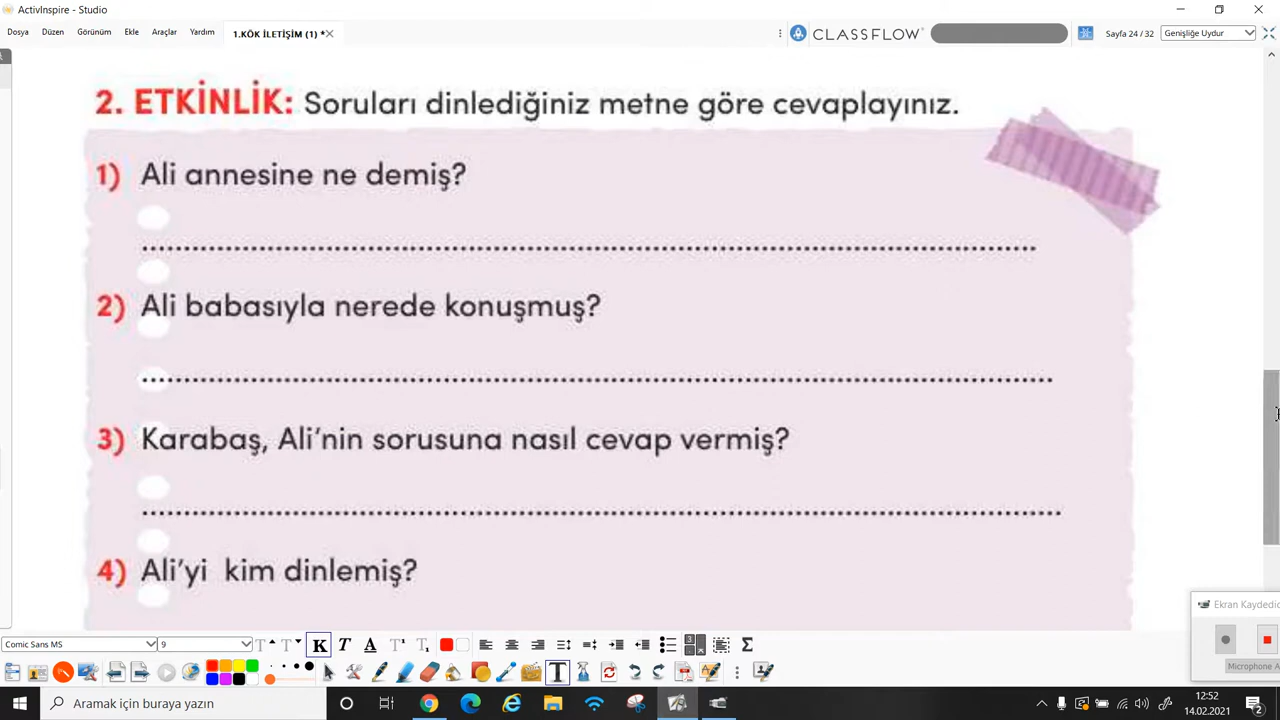 ActivInspire - Studio
Dosya Düzen Görünüm Ekle Araçlar Yardım 1.KÖK İLETİŞİM (1) * CLASSFLOW Sayfa 24 / 32 Genişliğe Uydur
2. ETKİNLİK: Soruları dinlediğiniz metne göre cevaplayınız.
1) Ali annesine ne demiş?
2) Ali babasıyla nerede konuşmuş?
3) Karabaş, Ali'nin sorusuna nasıl cevap vermiş?
4) Ali'yi kim dinlemiş?
Ekran Kaydedic
Microphone A
Comic Sans MS 9 K T A
Aramak için buraya yazın
12:52
14.02.2021
2